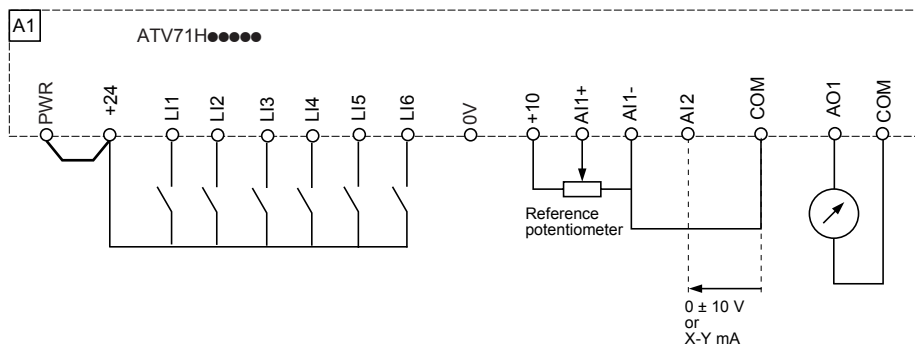 A1
ATV71H●●●●●
PWR
+24
LI1
LI2
LI3
LI4
LI5
LI6
0V
+10
AI1+
AI1-
AI2
COM
AO1
COM
Reference
potentiometer
0 ± 10 V
or
X-Y mA